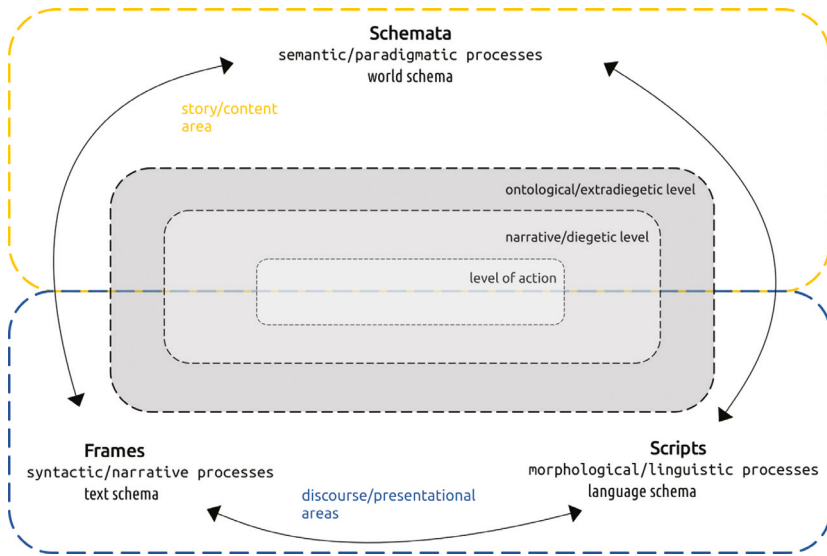 Schemata
semantic/paradigmatic processes
world schema
story/content
area
ontological/extradiegetic level
narrative/diegetic level
level of action
Frames
syntactic/narrative processes
text schema
Scripts
morphological/linguistic processes
language schema
discourse/presentational
areas